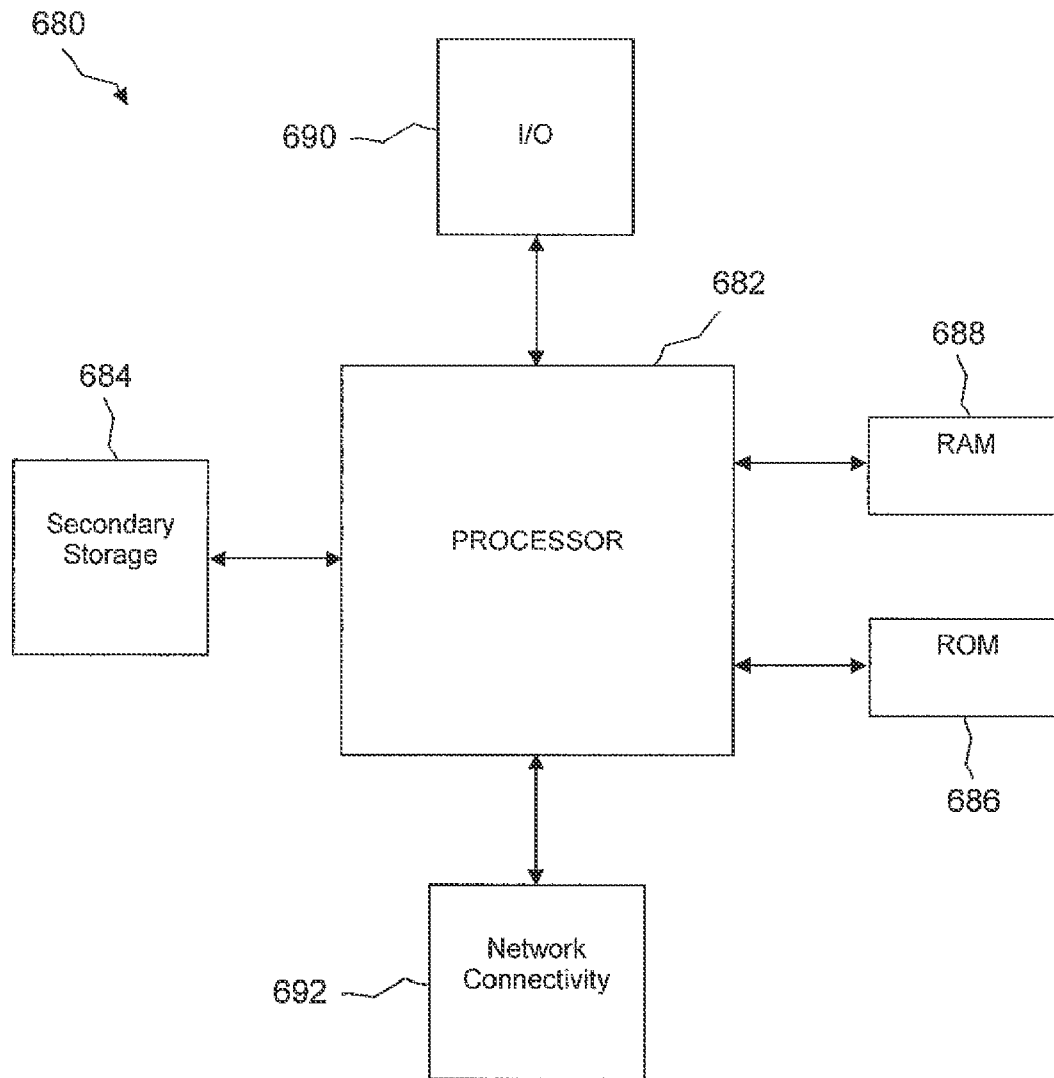 680
690
I/O
682
688
684
RAM
Secondary
Storage
PROCESSOR
ROM
686
Network
Connectivity
692